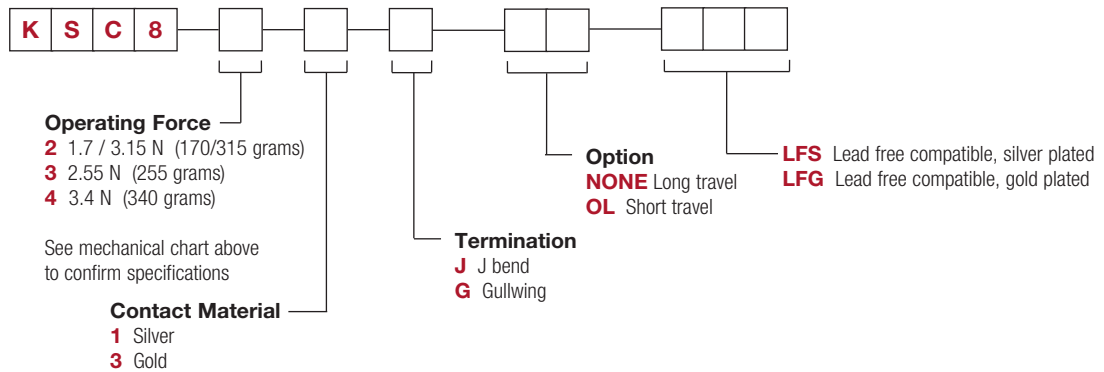 K S C 8
Operating Force
2 1.7 / 3.15 N (170/315 grams)
3 2.55 N (255 grams)
4 3.4 N (340 grams)
See mechanical chart above
to confirm specifications
Contact Material
1 Silver
3 Gold
Termination
J J bend
G Gullwing
Option
NONE Long travel
OL Short travel
LFS Lead free compatible, silver plated
LFG Lead free compatible, gold plated